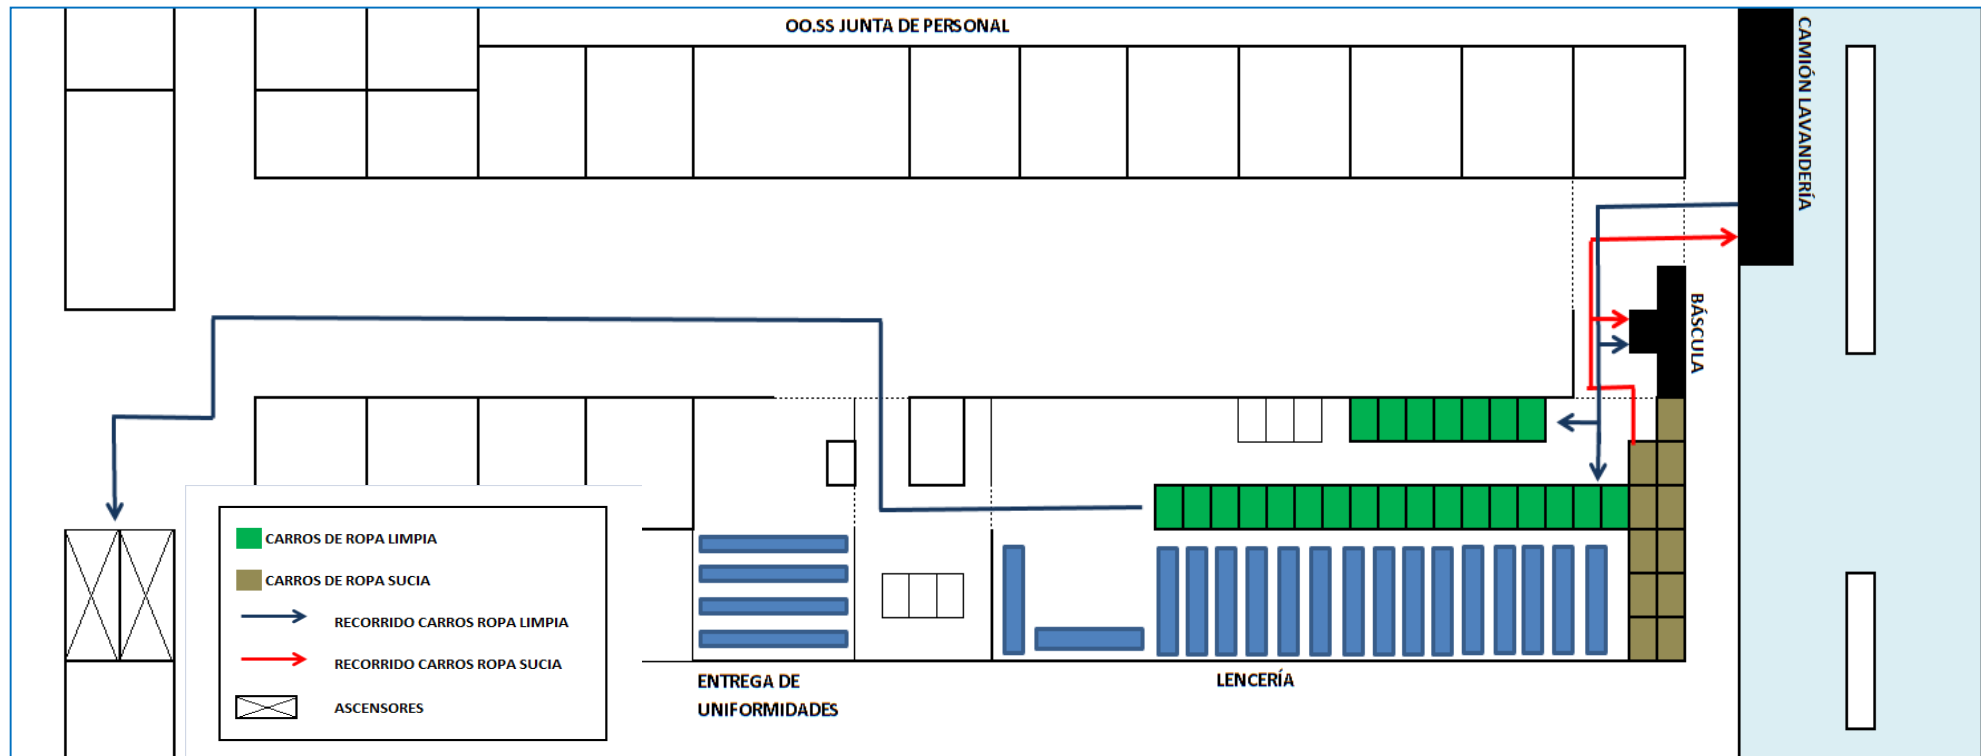 OO.SS JUNTA DE PERSONAL
CAMIÓN LAVANDERÍA
BÁSCULA
CARROS DE ROPA LIMPIA
CARROS DE ROPA SUCIA
RECORRIDO CARROS ROPA LIMPIA
RECORRIDO CARROS ROPA SUCIA
ASCENSORES
ENTREGA DE
UNIFORMIDADES
LENCERÍA